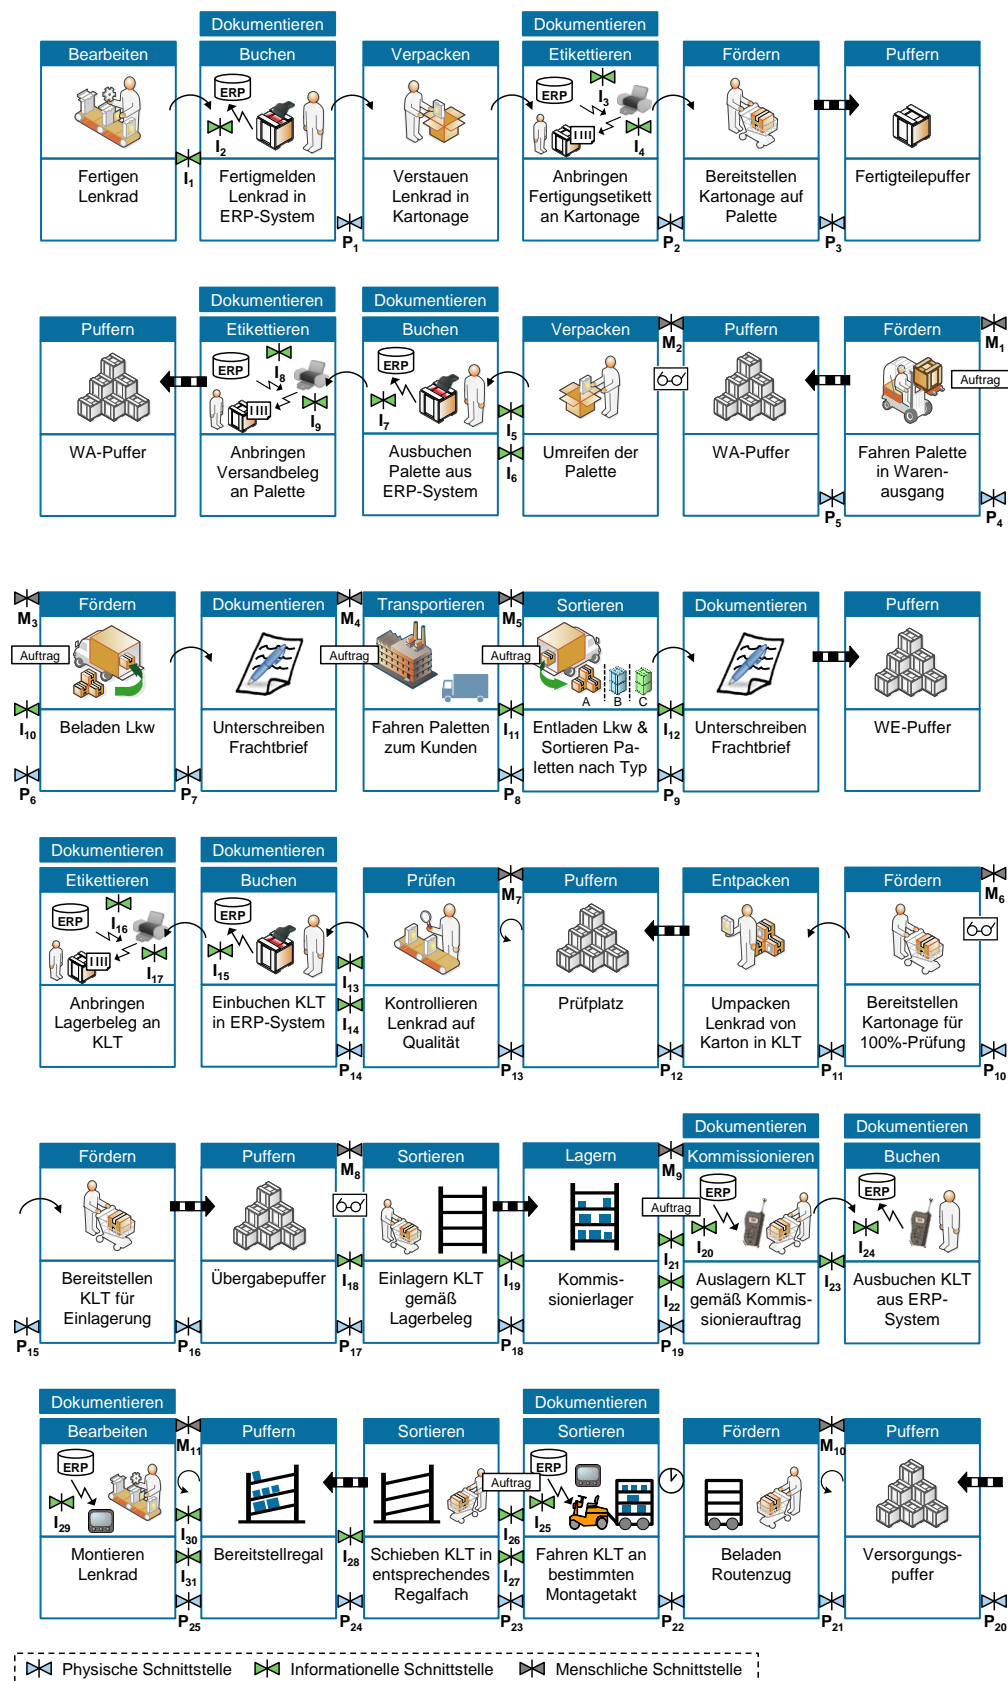 Dokumentieren
Dokumentieren
Bearbeiten
Buchen
Verpacken
Etikettieren
Fördern
Puffern
ERP
I2
ERP
I3
I4
I1
Fertigen
Lenkrad
Fertigmelden
Lenkrad in
ERP-System
Verstauen
Lenkrad in
Kartonage
Anbringen
Fertigungsetikett
an Kartonage
Bereitstellen
Kartonage auf
Palette
Fertigteilepuffer
P1
P2
P3
Dokumentieren
Dokumentieren
Puffern
Etikettieren
Buchen
Verpacken
M2
Puffern
Fördern
M1
ERP
I8
I9
ERP
I7
Auftrag
I5
I6
WA-Puffer
Anbringen
Versandbeleg
an Palette
Ausbuchen
Palette aus
ERP-System
Umreifen der
Palette
WA-Puffer
Fahren Palette
in Waren-
ausgang
P5
P4
M3
Fördern
Dokumentieren
M4
Transportieren
M5
Sortieren
Dokumentieren
Puffern
Auftrag
Auftrag
Auftrag
A
B
C
I10
I11
I12
Beladen Lkw
Unterschreiben
Frachtbrief
Fahren Paletten
zum Kunden
Entladen Lkw &
Sortieren Pa-
letten nach Typ
Unterschreiben
Frachtbrief
WE-Puffer
P6
P7
P8
P9
Dokumentieren
Dokumentieren
Etikettieren
Buchen
Prüfen
M7
Puffern
Entpacken
Fördern
M6
ERP
I16
I17
ERP
I15
I13
I14
Anbringen
Lagerbeleg an
KLT
Einbuchen KLT
in ERP-System
Kontrollieren
Lenkrad auf
Qualität
Prüfplatz
Umpacken
Lenkrad von
Karton in KLT
Bereitstellen
Kartonage für
100%-Prüfung
P14
P13
P12
P11
P10
Dokumentieren
Dokumentieren
Fördern
Puffern
M8
Sortieren
Lagern
M9
Kommissionieren
Buchen
Auftrag
ERP
I20
ERP
I24
I18
I19
I21
I22
I23
Bereitstellen
KLT für
Einlagerung
Übergabepuffer
Einlagern KLT
gemäß
Lagerbeleg
Kommis-
sionierlager
Auslagern KLT
gemäß Kommis-
sionierauftrag
Ausbuchen KLT
aus ERP-
System
P15
P16
P17
P18
P19
Dokumentieren
Dokumentieren
Bearbeiten
M11
Puffern
Sortieren
Sortieren
Fördern
M10
Puffern
ERP
I29
Auftrag
ERP
I25
I30
I31
I28
I26
I27
Montieren
Lenkrad
Bereitstellregal
Schieben KLT in
entsprechendes
Regalfach
Fahren KLT an
bestimmten
Montagetakt
Beladen
Routenzug
Versorgungs-
puffer
P25
P24
P23
P22
P21
P20
Physische Schnittstelle
Informationelle Schnittstelle
Menschliche Schnittstelle